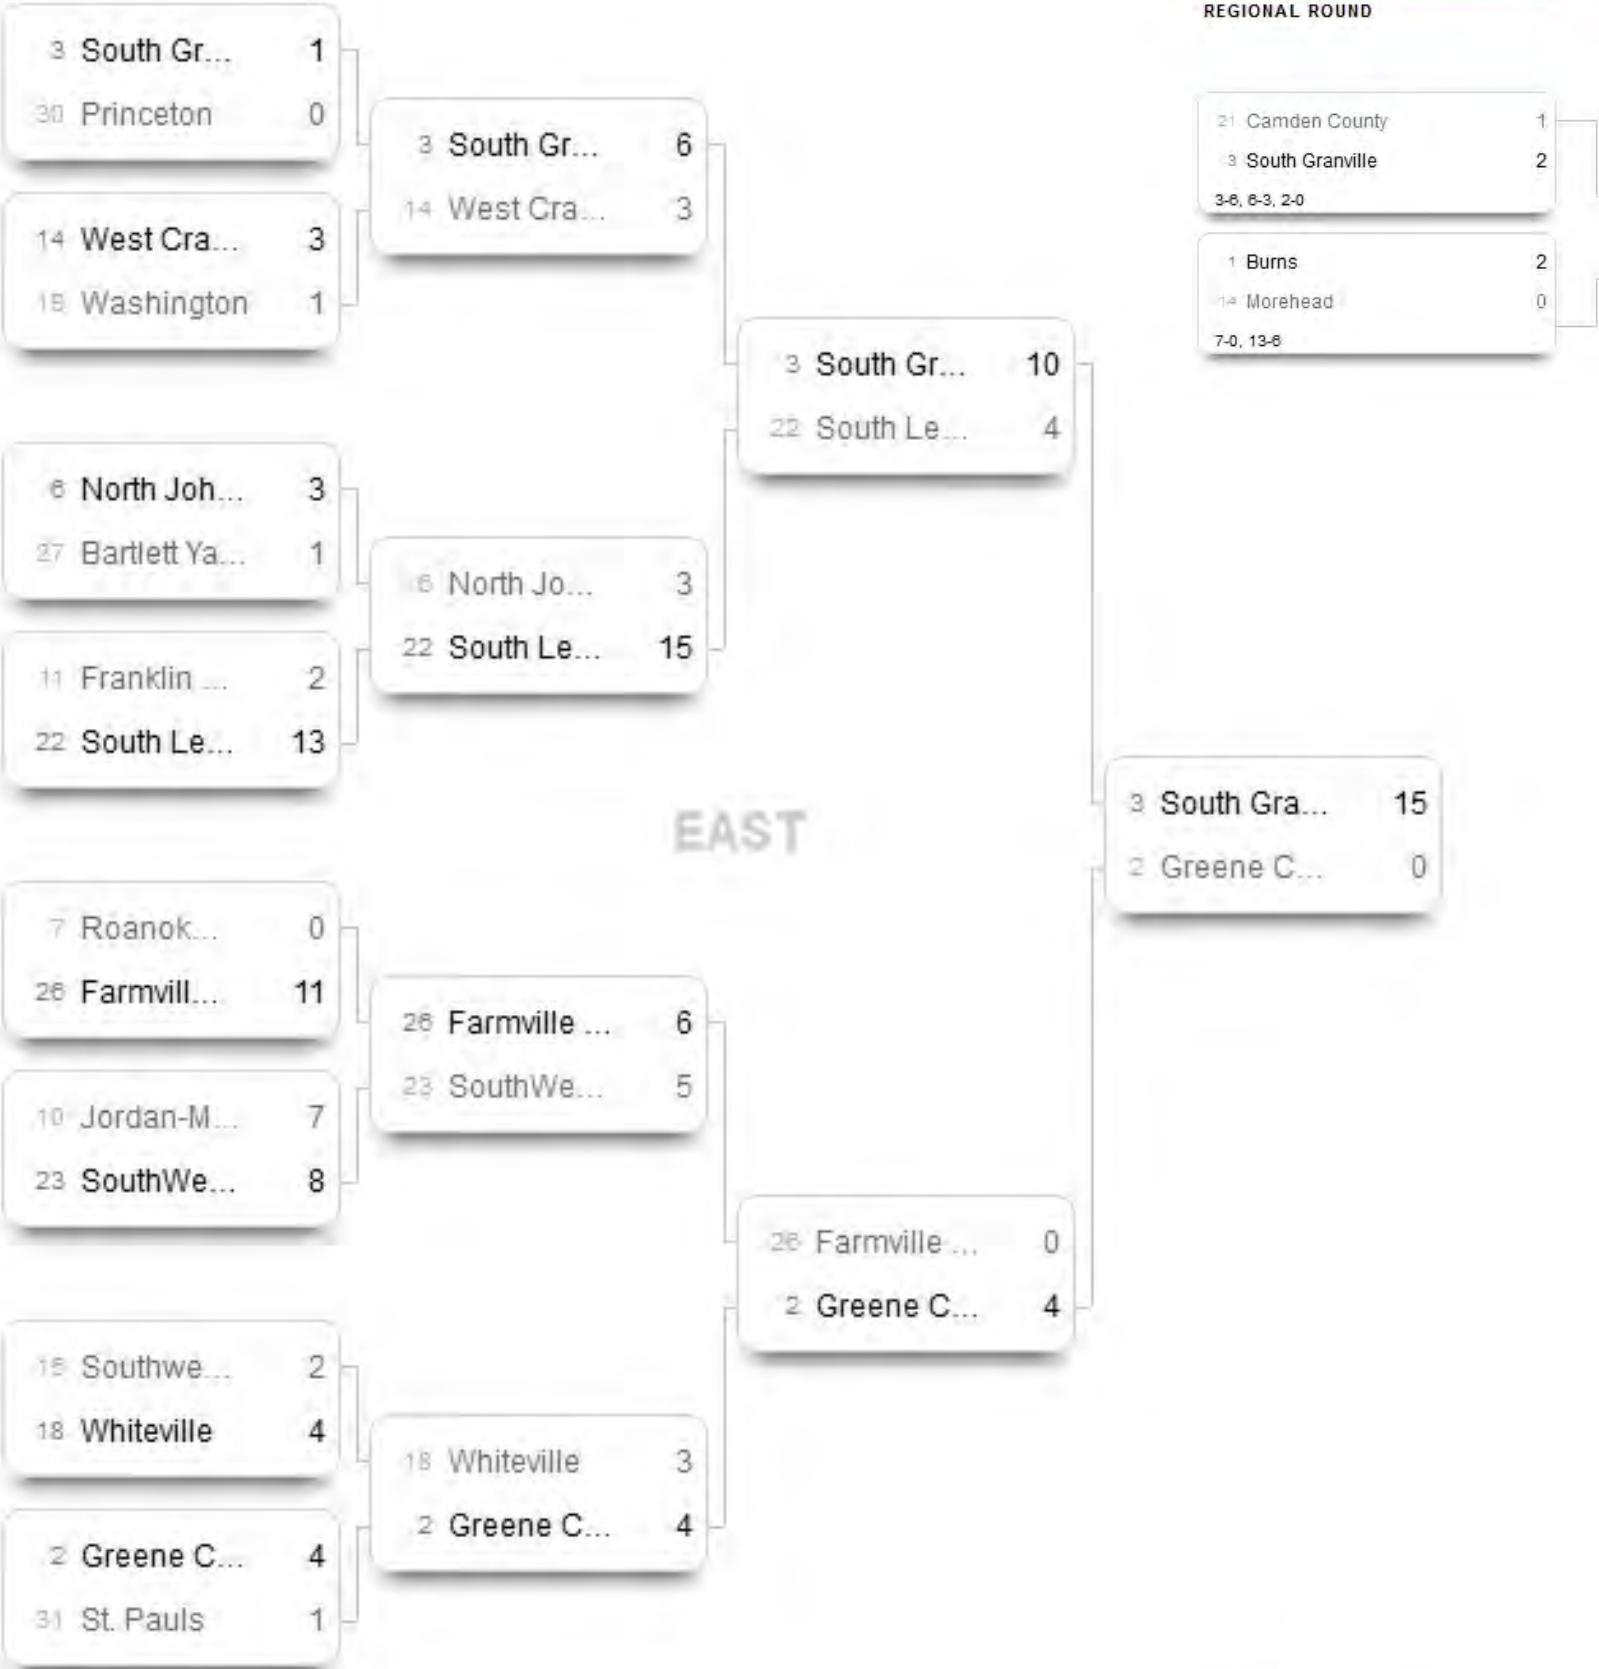 REGIONAL ROUND
3 South Gr... 1
30 Princeton 0
14 West Cra... 3
Washington 1
3 South Gr... 6
14 West Cra... 3
6 North Joh... 3
27 Bartlett Ya... 1
11 Franklin ... 2
22 South Le... 13
6 North Jo... 3
22 South Le... 15
3 South Gr... 10
22 South Le... 4
EAST
7 Roanok... 0
26 Farmvill... 11
10 Jordan-M... 7
23 SouthWe... 8
26 Farmville ... 6
23 SouthWe... 5
15 Southwe... 2
18 Whiteville 4
2 Greene C... 4
31 St. Pauls 1
18 Whiteville 3
2 Greene C... 4
26 Farmville ... 0
2 Greene C... 4
3 South Gra... 15
2 Greene C... 0
21 Camden County 1
3 South Granville 2
3-6, 6-3, 2-0
1 Burns 2
14 Morehead 0
7-0, 13-6